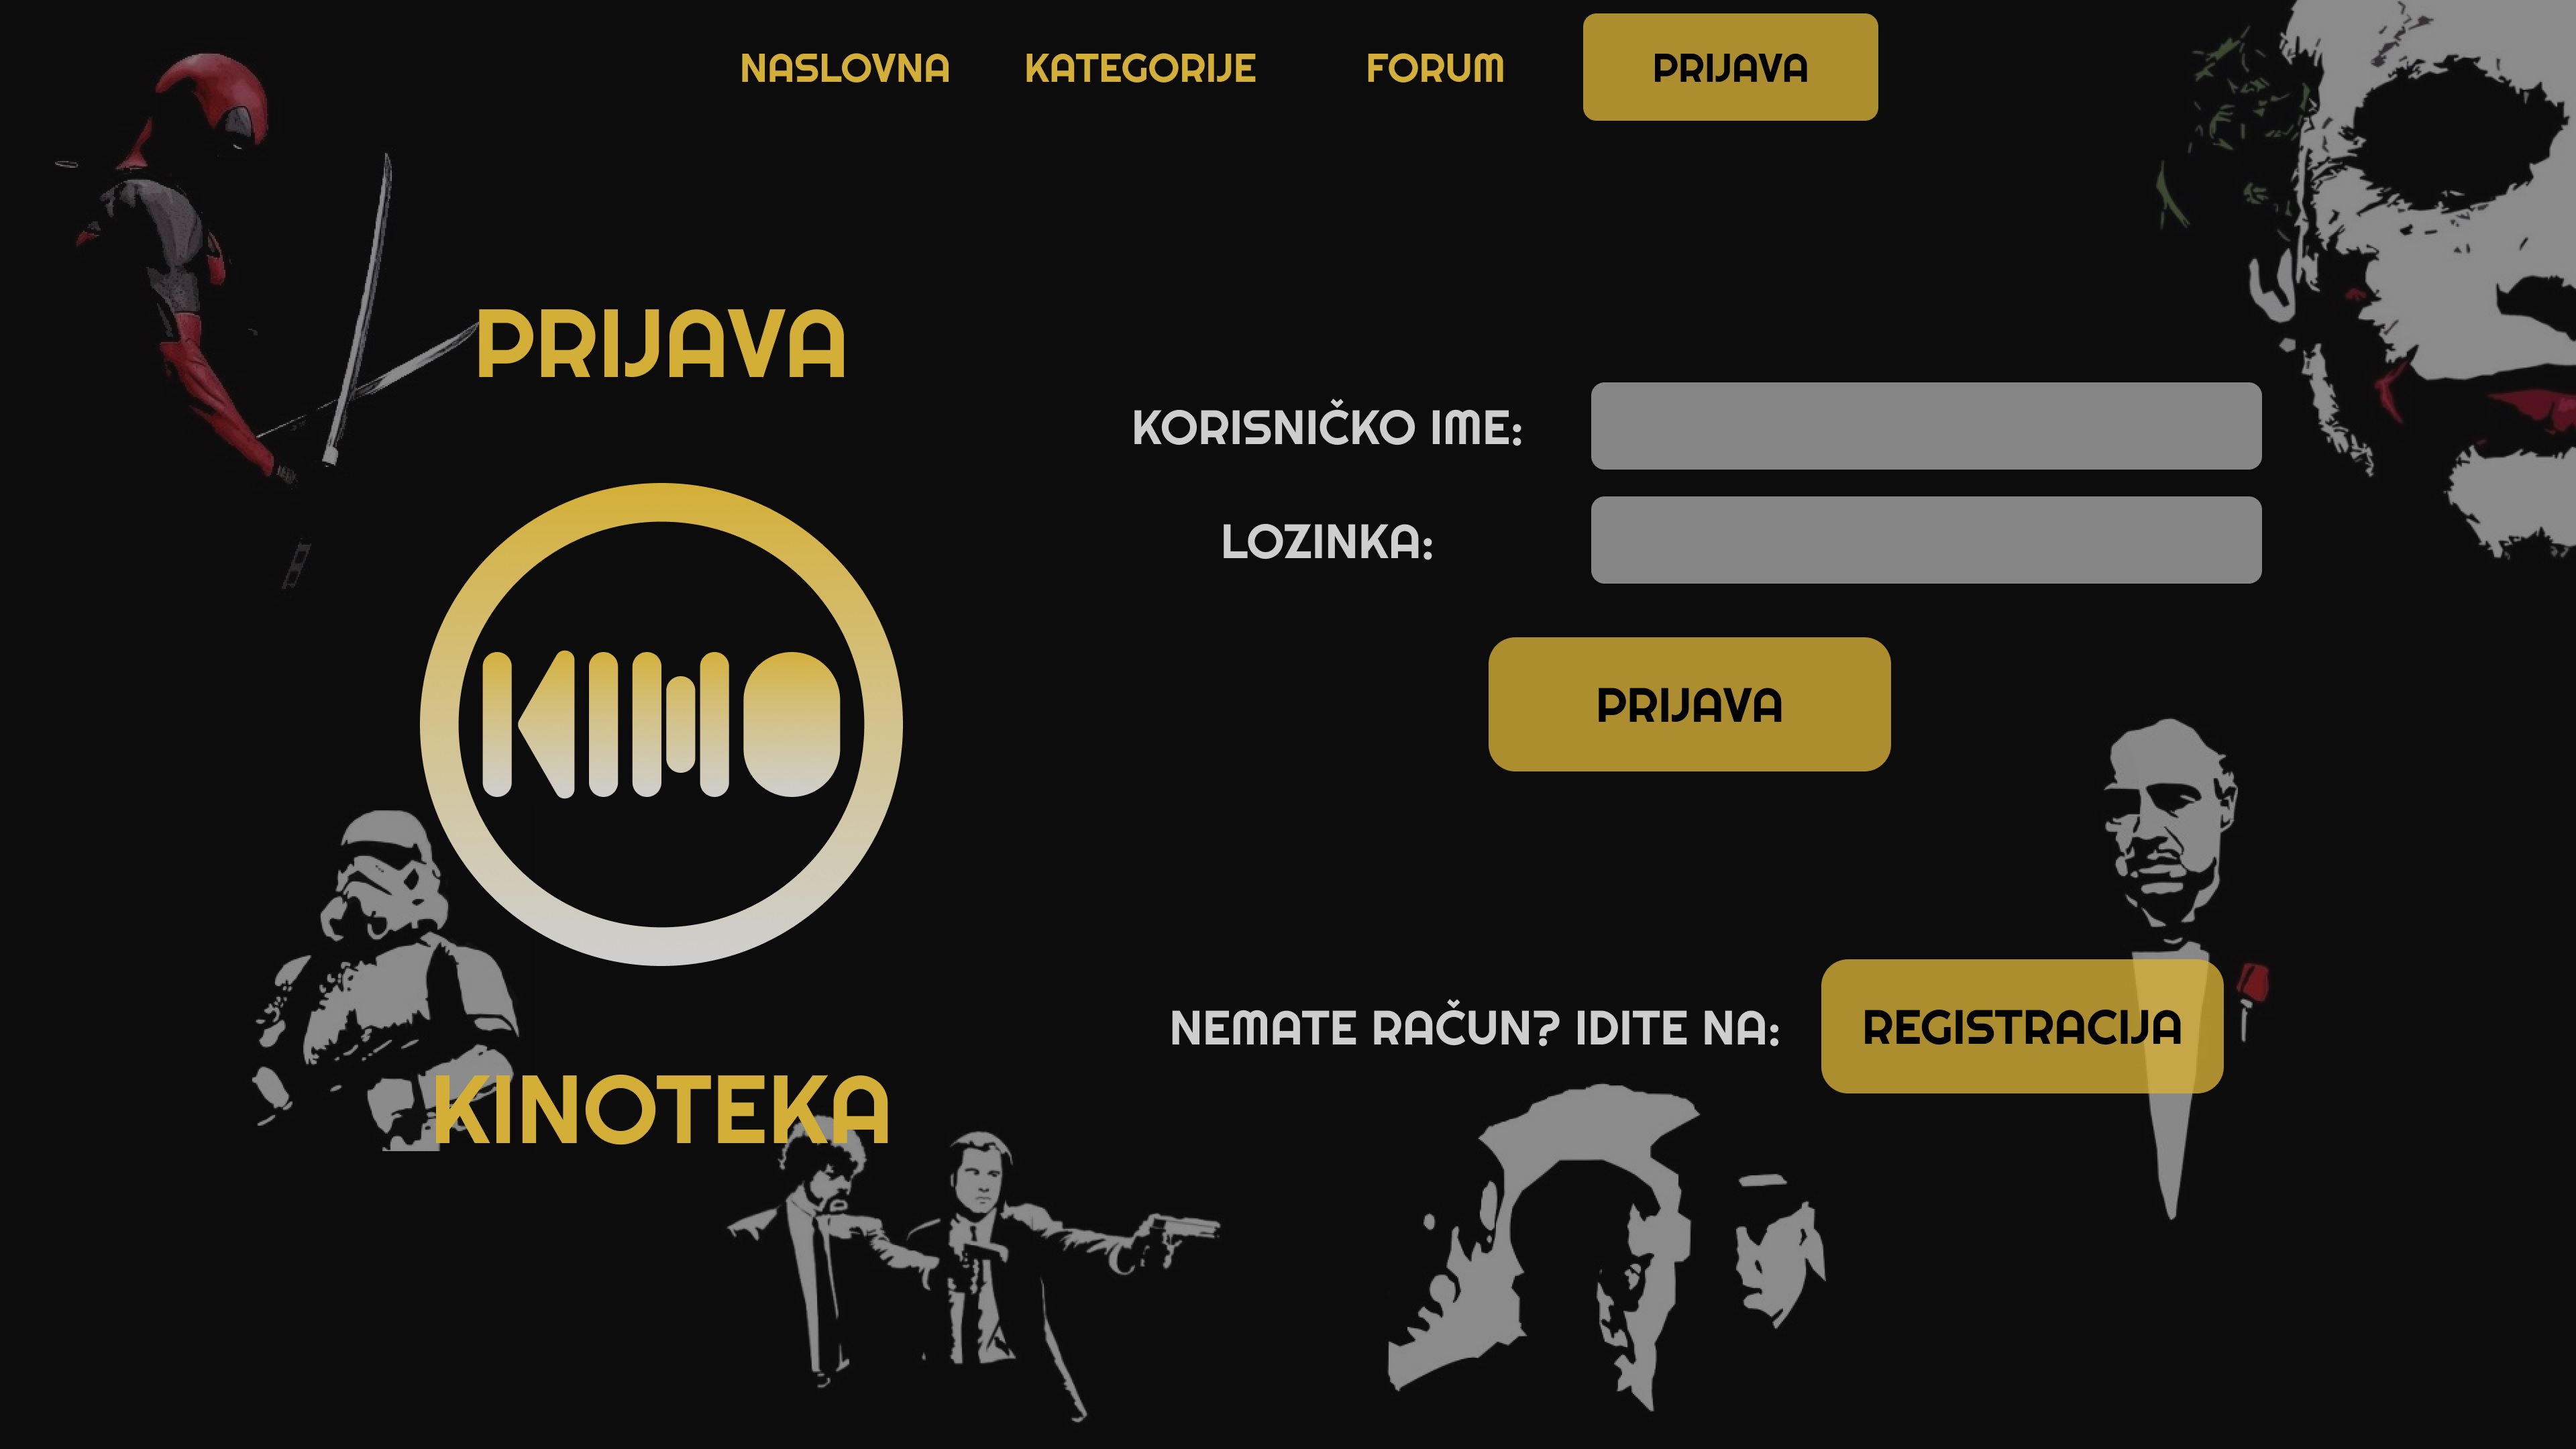 NASLOVNA KATEGORIJE FORUM PRIJAVA
PRIJAVA
KORISNIČKO IME:
LOZINKA:
KINO
PRIJAVA
NEMATE RAČUN? IDITE NA: REGISTRACIJA
KINOTEKA